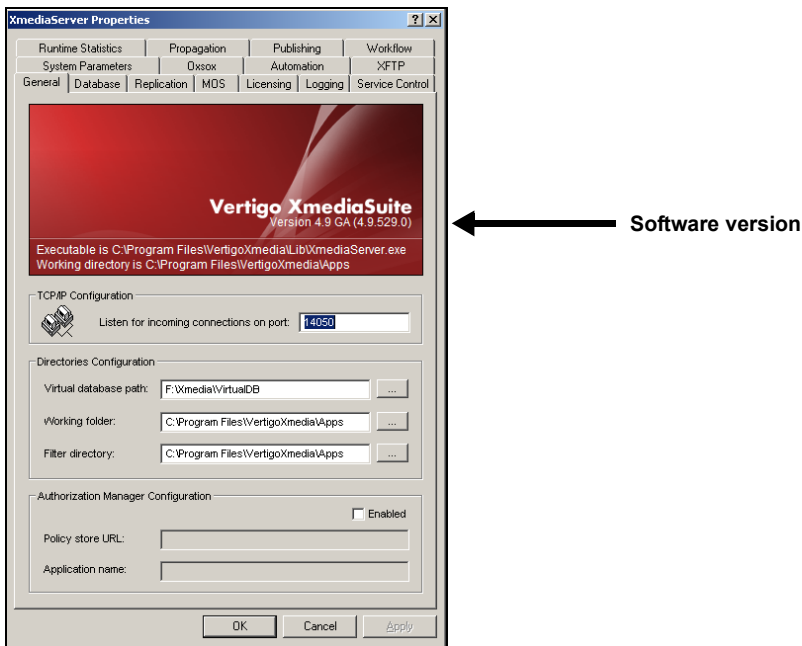 XmediaServer Properties
Runtime Statistics Propagation Publishing Workflow
System Parameters Oxsox Automation XFTP
General Database Replication MOS Licensing Logging Service Control
Vertigo XmediaSuite
Version 4.9 GA (4.9.529.0)
Software version
Executable is C:\Program Files\VertigoXmedia\Lib\XmediaServer.exe
Working directory is C:\Program Files\VertigoXmedia\Apps
TCP/IP Configuration
Listen for incoming connections on port: 14050
Directories Configuration
Virtual database path: F:\Xmedia\VirtualDB ...
Working folder: C:\Program Files\VertigoXmedia\Apps ...
Filter directory: C:\Program Files\VertigoXmedia\Apps ...
Authorization Manager Configuration
Enabled
Policy store URL:
Application name:
OK Cancel Apply